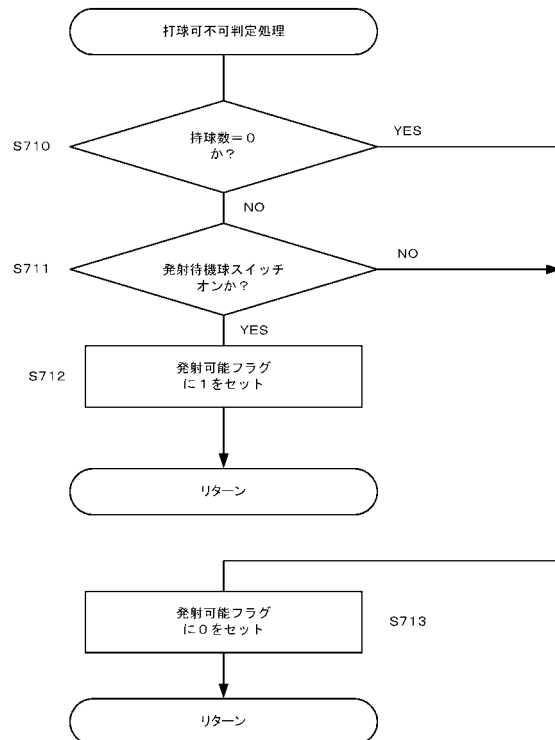 打球可不可判定処理
S710
持球数＝０
か？
YES
NO
S711
発射待機球スイッチ
オンか？
NO
YES
S712
発射可能フラグ
に１をセット
リターン
発射可能フラグ
に０をセット
S713
リターン